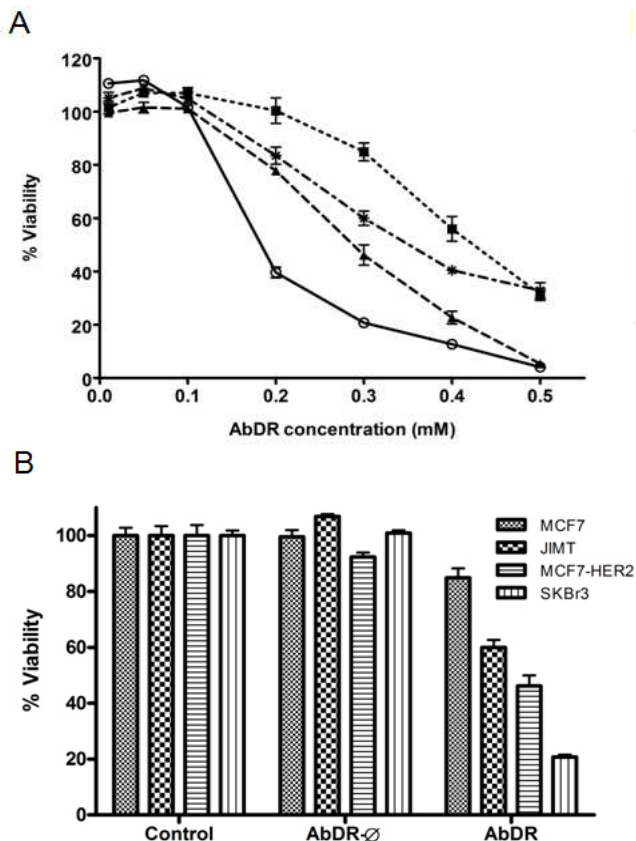 A
120
100
80
60
40
20
0
% Viability
0.0 0.1 0.2 0.3 0.4 0.5
AbDR concentration (mM)
B
100
80
60
40
20
0
% Viability
MCF7
JIMT
MCF7-HER2
SKBr3
Control AbDR-∅ AbDR